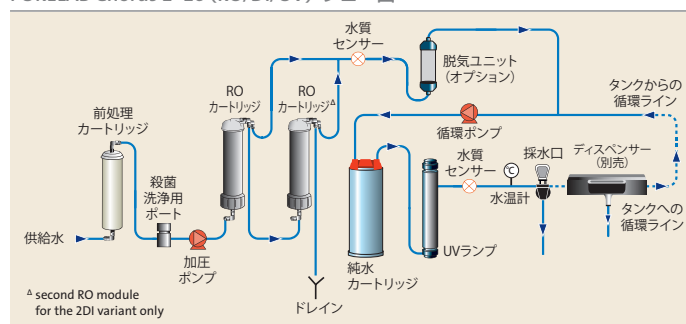 水質
センサー
脱気ユニット
(オプション)
RO
カートリッジ
RO
カートリッジΔ
前処理
カートリッジ
タンクからの
循環ライン
循環ポンプ
殺菌
洗浄用
ポート
水質
センサー
採水口
ディスペンサー
(別売)
℃
水温計
供給水
加圧
ポンプ
UVランプ
タンクへの
循環ライン
純水
カートリッジ
ドレイン
Δ second RO module
for the 2DI variant only